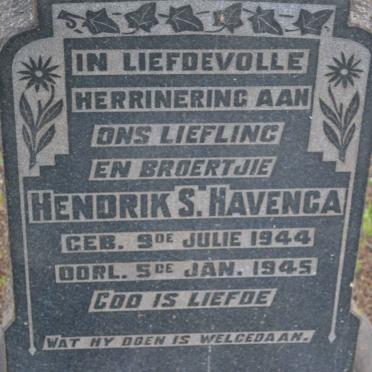 IN LIEFDEVOLLE
HERRINERING AAN
ONS LIEFLING
EN BROERTJIE
HENDRIK S. HAVENGA
GEB. 9DE JULIE 1944
OORL. 5DE JAN. 1945
GOD IS LIEFDE
WAT HY DOEN IS WELGEDAAN.